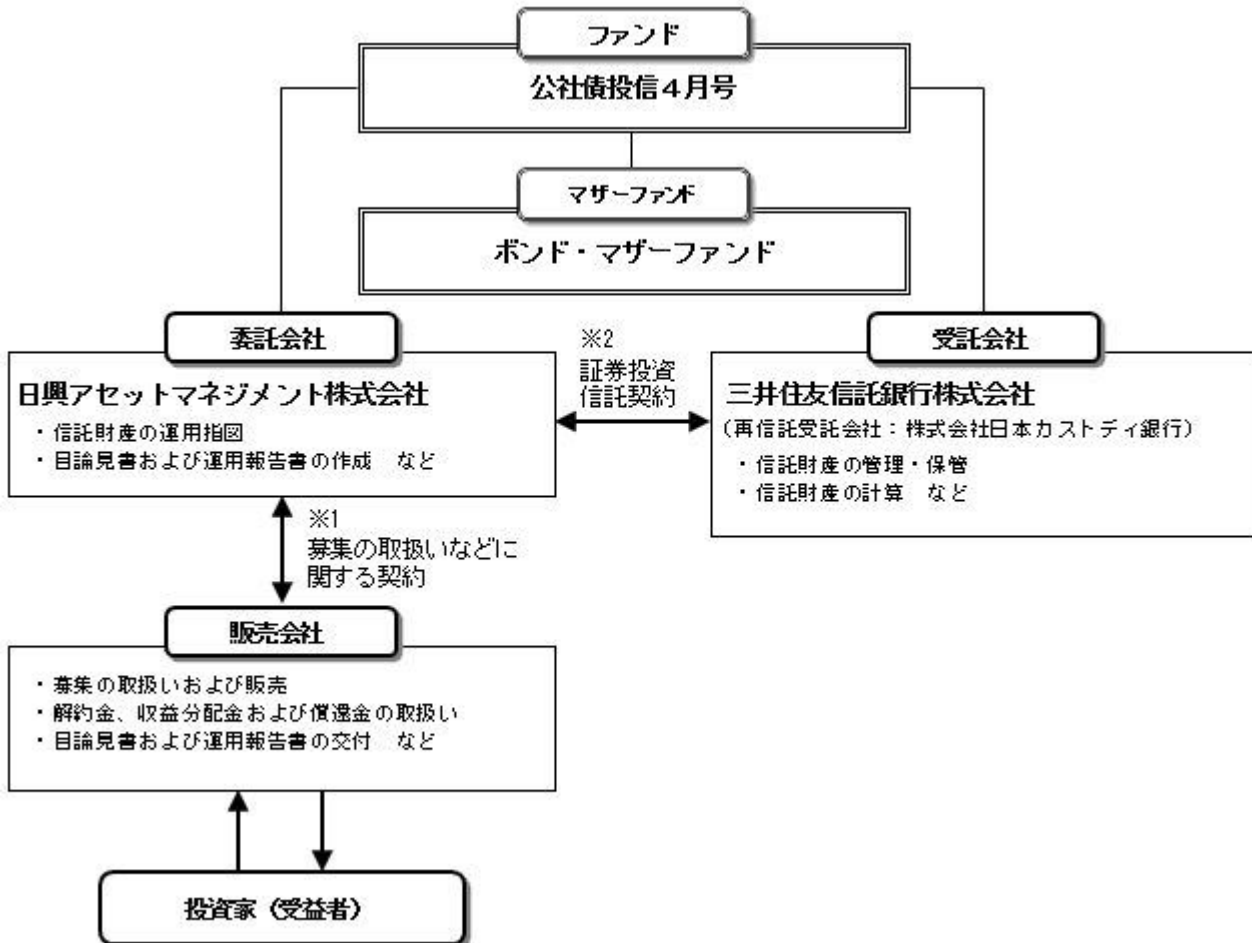 ファンド
公社債投信4月号
マザーファンド
ボンド・マザーファンド
委託会社
日興アセットマネジメント株式会社
・信託財産の運用指図
・目論見書および運用報告書の作成　など
※2
証券投資
信託契約
受託会社
三井住友信託銀行株式会社
（再信託受託会社：株式会社日本カストディ銀行）
・信託財産の管理・保管
・信託財産の計算　など
※1
募集の取扱いなどに
関する契約
販売会社
・募集の取扱いおよび販売
・解約金、収益分配金および償還金の取扱い
・目論見書および運用報告書の交付　など
投資家（受益者）